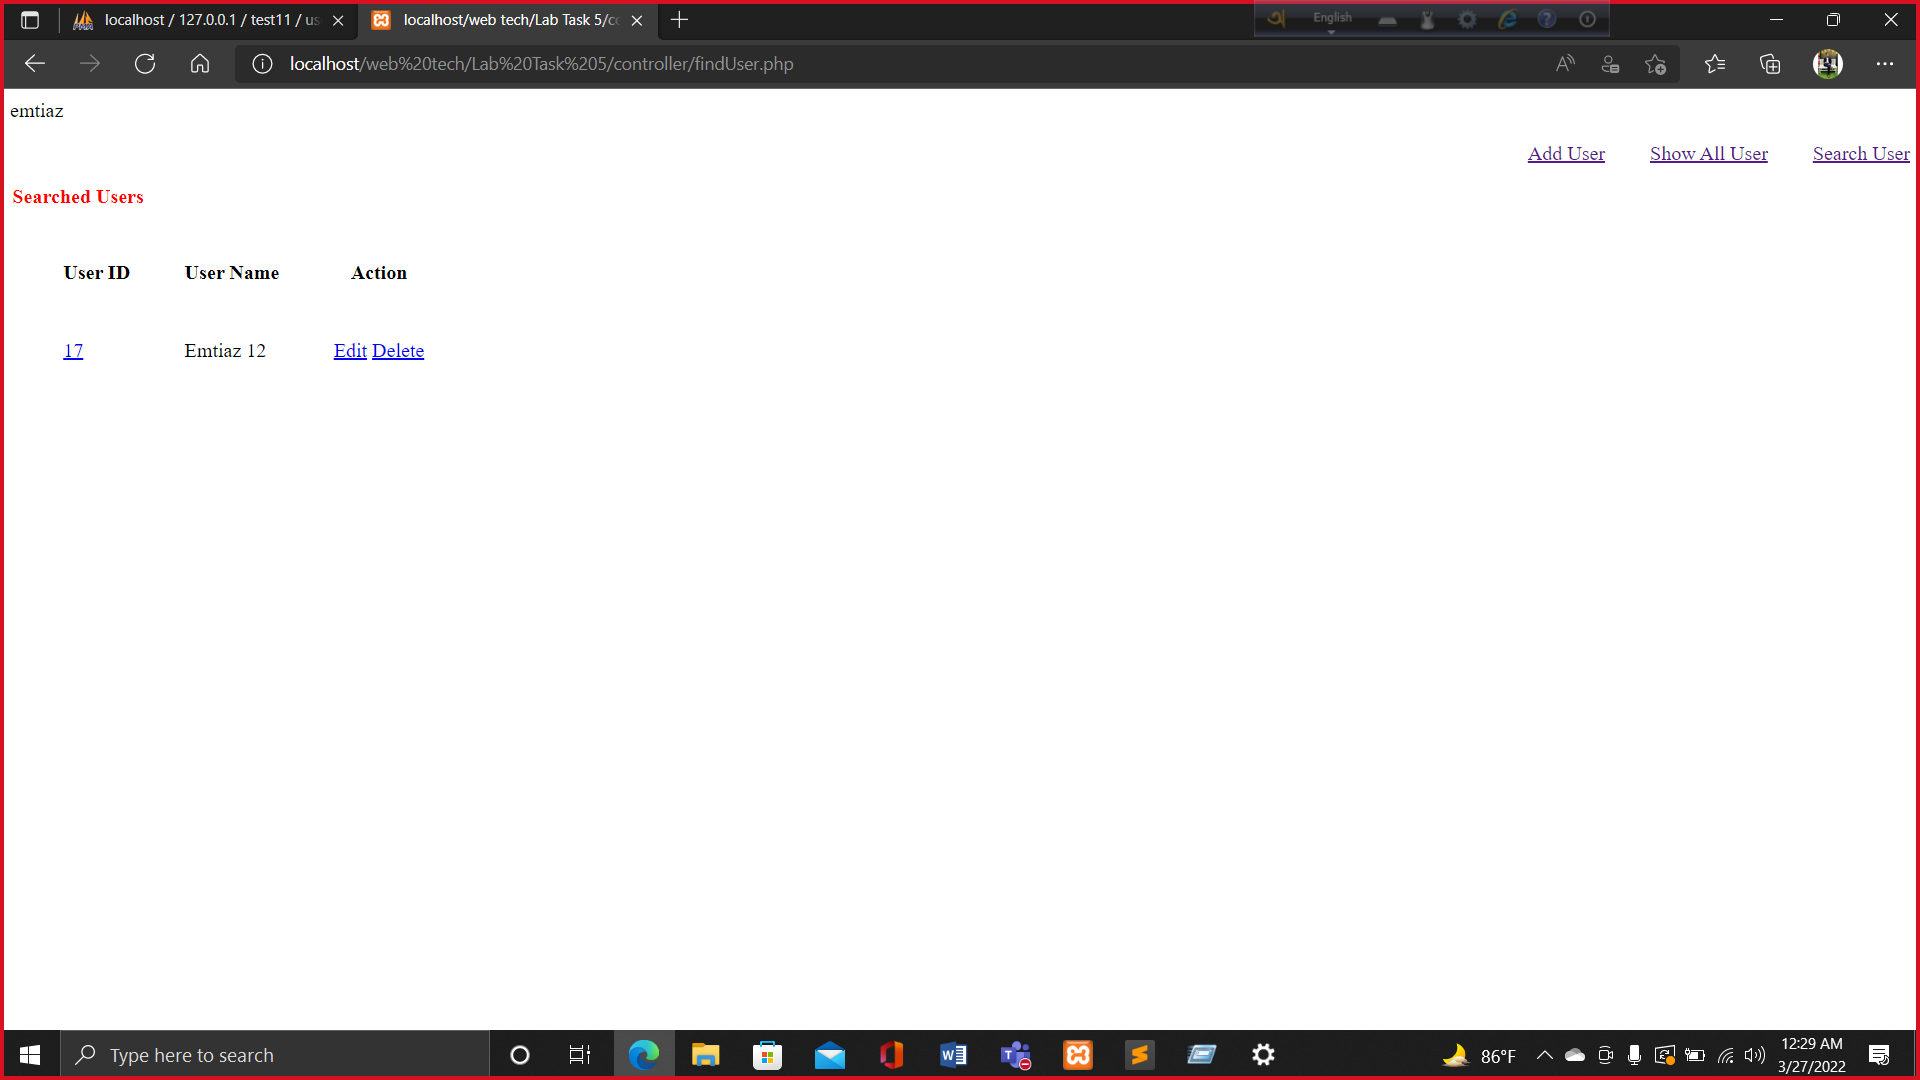 localhost / 127.0.0.1 / test11 / us
localhost/web tech/Lab Task 5/co
English
localhost/web%20tech/Lab%20Task%205/controller/findUser.php
emtiaz
Add User Show All User Search User
Searched Users
User ID User Name Action
17 Emtiaz 12 Edit Delete
Type here to search
86°F
12:29 AM
3/27/2022